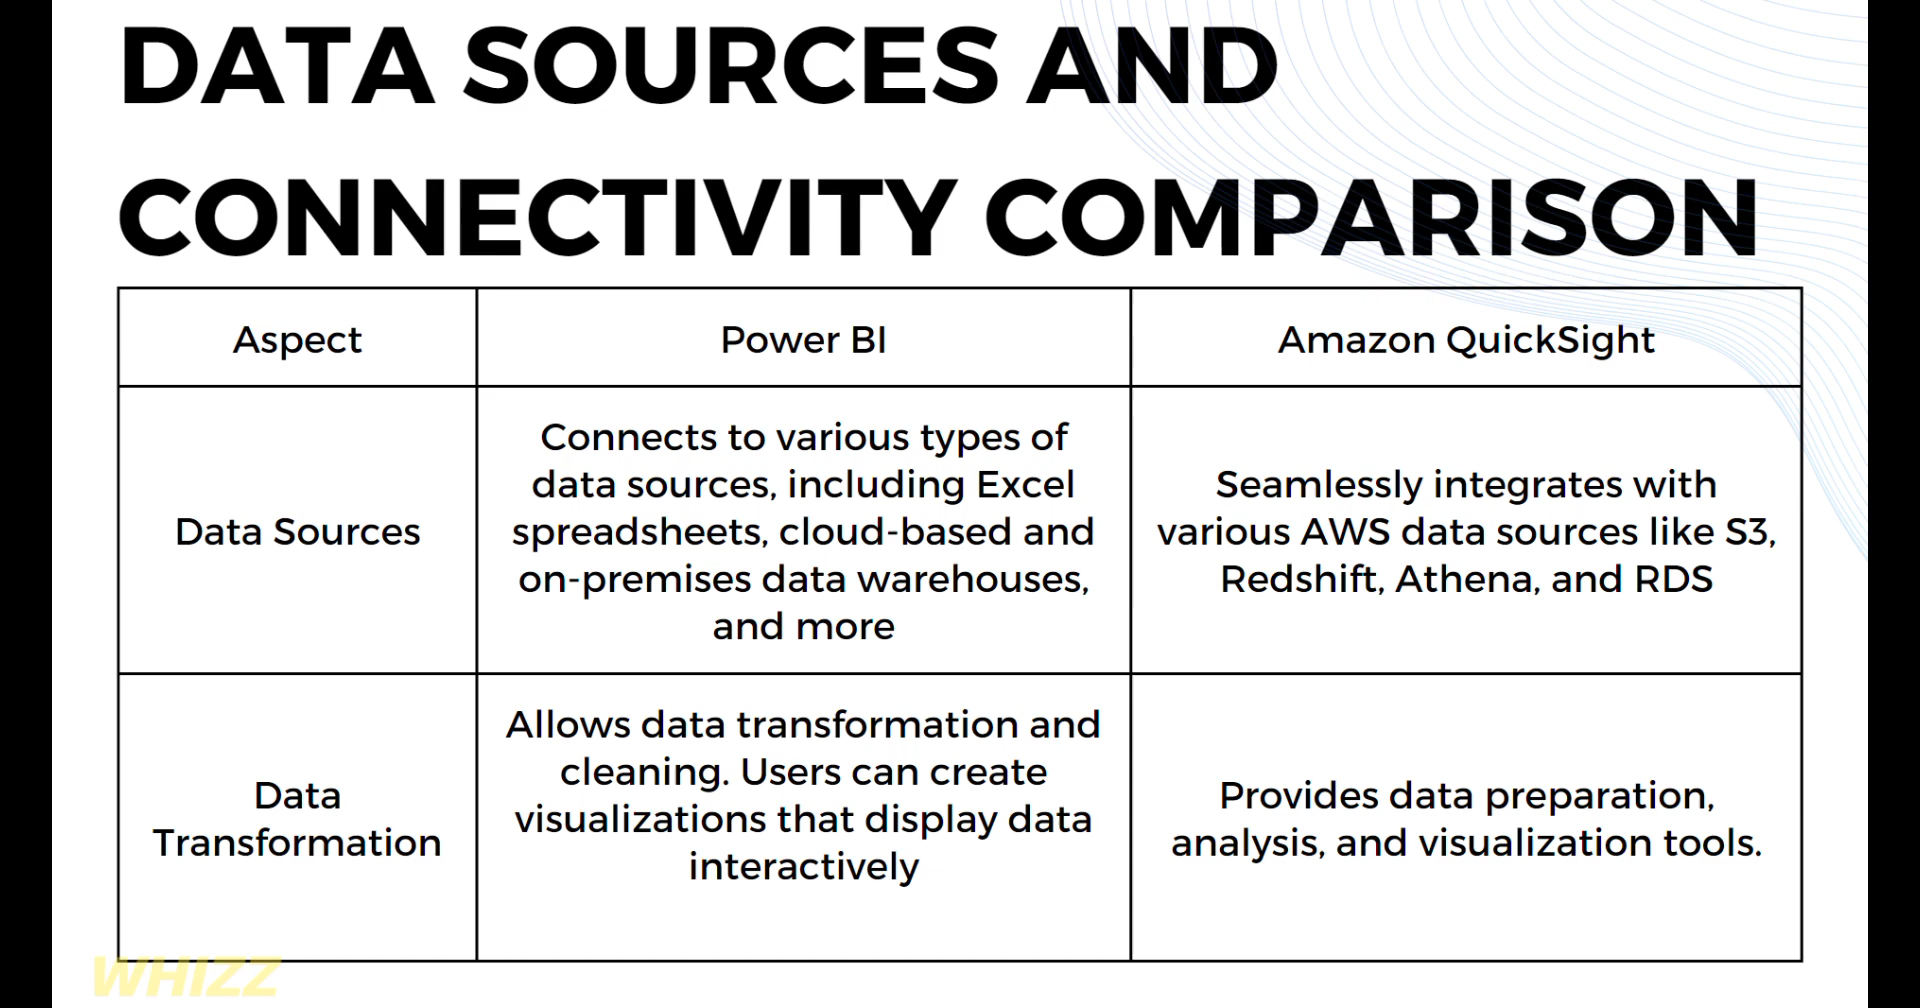 DATA SOURCES AND
CONNECTIVITY COMPARISON
Aspect
Power BI
Amazon QuickSight
Data Sources
Connects to various types of
data sources, including Excel
spreadsheets, cloud-based and
on-premises data warehouses,
and more
Seamlessly integrates with
various AWS data sources like S3,
Redshift, Athena, and RDS
Data
Transformation
Allows data transformation and
cleaning. Users can create
visualizations that display data
interactively
Provides data preparation,
analysis, and visualization tools.
WHIZZ